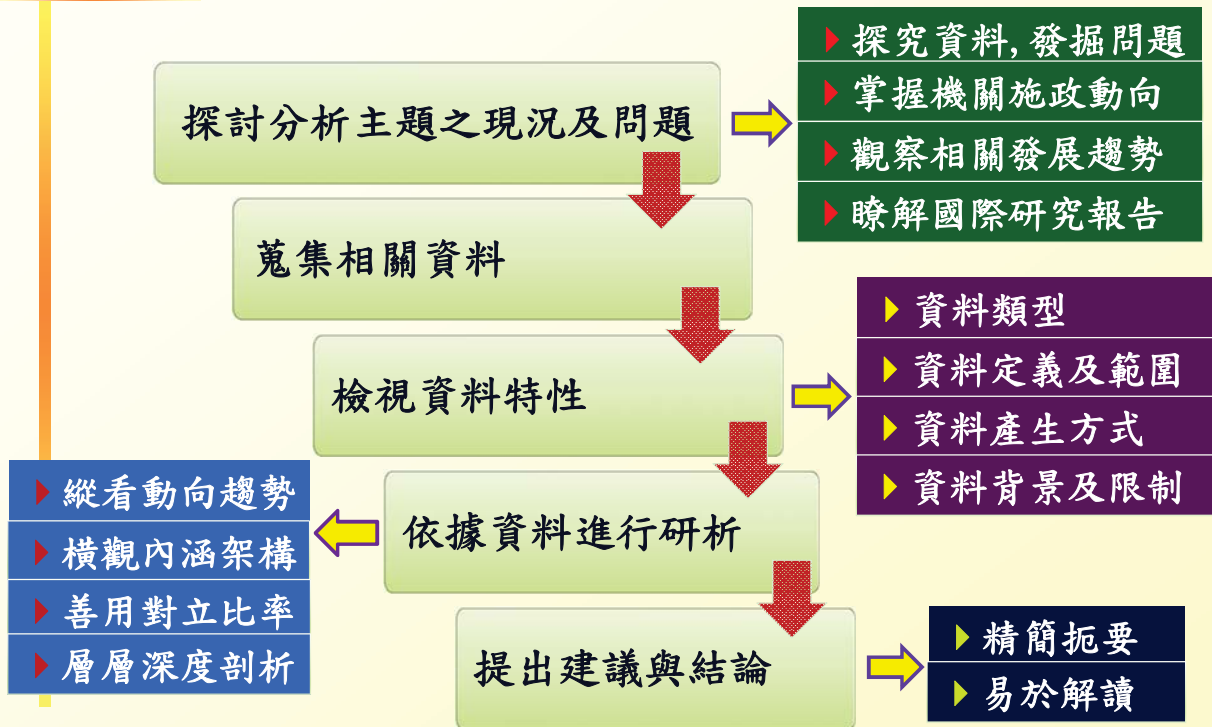 探討分析主題之現況及問題
探究資料,發掘問題
掌握機關施政動向
觀察相關發展趨勢
瞭解國際研究報告
蒐集相關資料
檢視資料特性
資料類型
資料定義及範圍
資料產生方式
資料背景及限制
依據資料進行研析
縱看動向趨勢
橫觀內涵架構
善用對立比率
層層深度剖析
提出建議與結論
精簡扼要
易於解讀